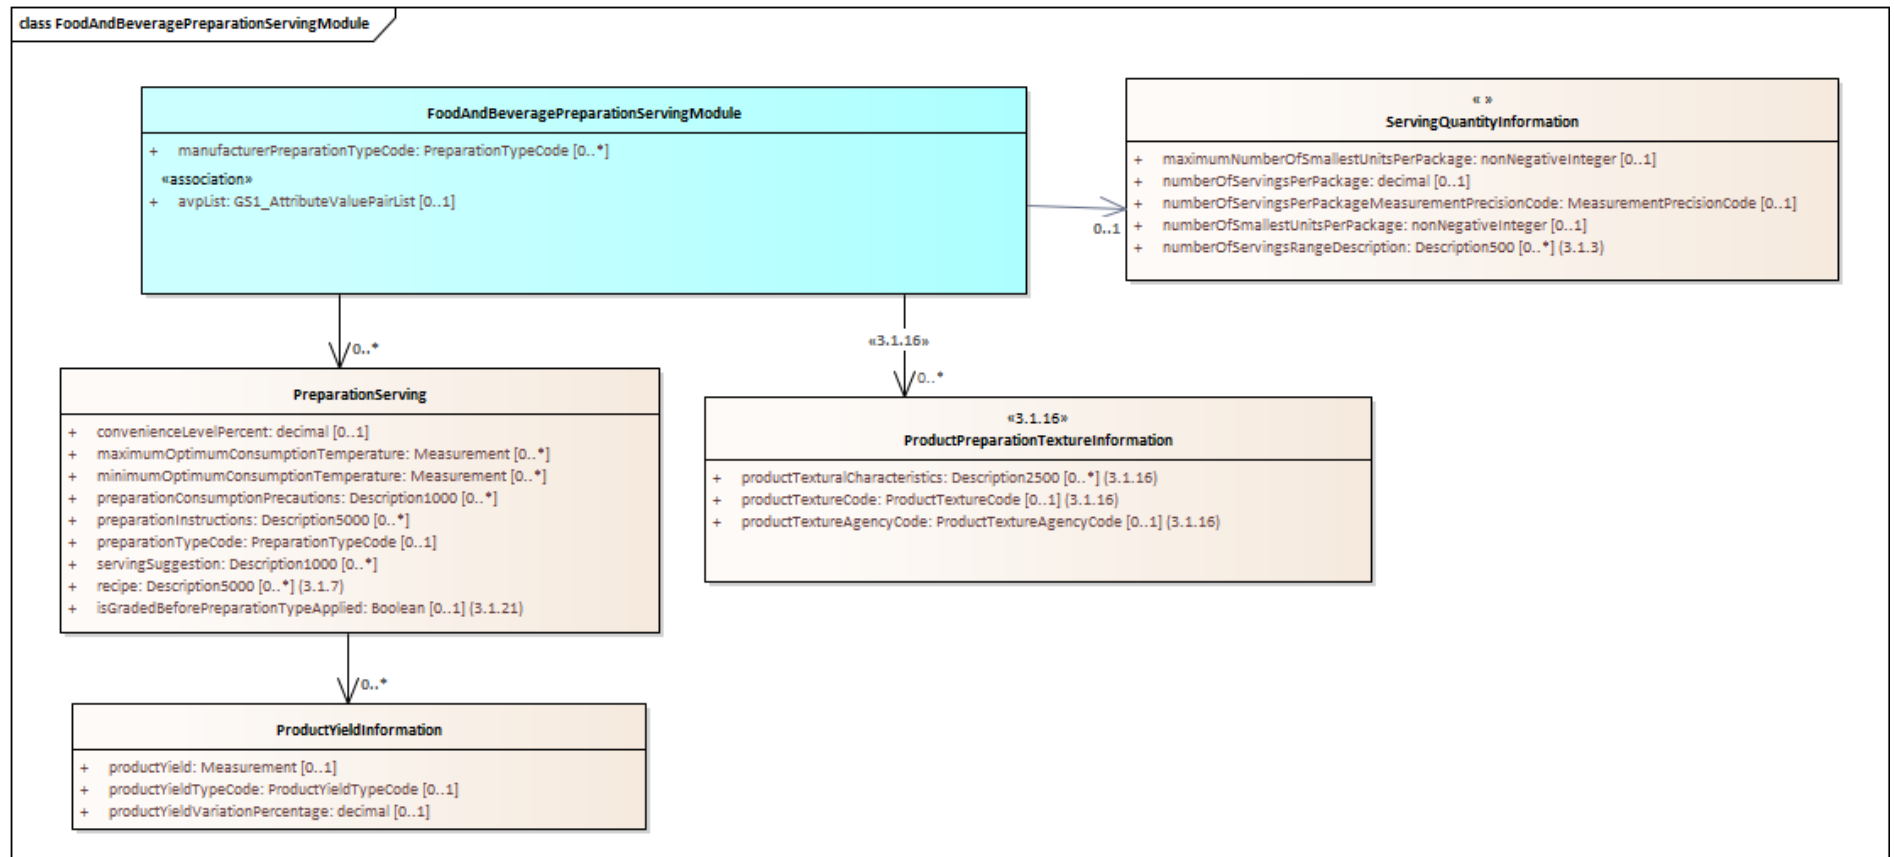 class FoodAndBeveragePreparationServingModule
FoodAndBeveragePreparationServingModule
+ manufacturerPreparationTypeCode: PreparationTypeCode [0..*]
«association»
+ avpList: GS1_AttributeValuePairList [0..1]
« »
ServingQuantityInformation
+ maximumNumberOfSmallestUnitsPerPackage: nonNegativeInteger [0..1]
+ numberOfServingsPerPackage: decimal [0..1]
+ numberOfServingsPerPackageMeasurementPrecisionCode: MeasurementPrecisionCode [0..1]
+ numberOfSmallestUnitsPerPackage: nonNegativeInteger [0..1]
+ numberOfServingsRangeDescription: Description500 [0..*] (3.1.3)
0..1
0..*
«3.1.16»
0..*
PreparationServing
+ convenienceLevelPercent: decimal [0..1]
+ maximumOptimumConsumptionTemperature: Measurement [0..*]
+ minimumOptimumConsumptionTemperature: Measurement [0..*]
+ preparationConsumptionPrecautions: Description1000 [0..*]
+ preparationInstructions: Description5000 [0..*]
+ preparationTypeCode: PreparationTypeCode [0..1]
+ servingSuggestion: Description1000 [0..*]
+ recipe: Description5000 [0..*] (3.1.7)
+ isGradedBeforePreparationTypeApplied: Boolean [0..1] (3.1.21)
«3.1.16»
ProductPreparationTextureInformation
+ productTexturalCharacteristics: Description2500 [0..*] (3.1.16)
+ productTextureCode: ProductTextureCode [0..1] (3.1.16)
+ productTextureAgencyCode: ProductTextureAgencyCode [0..1] (3.1.16)
0..*
ProductYieldInformation
+ productYield: Measurement [0..1]
+ productYieldTypeCode: ProductYieldTypeCode [0..1]
+ productYieldVariationPercentage: decimal [0..1]